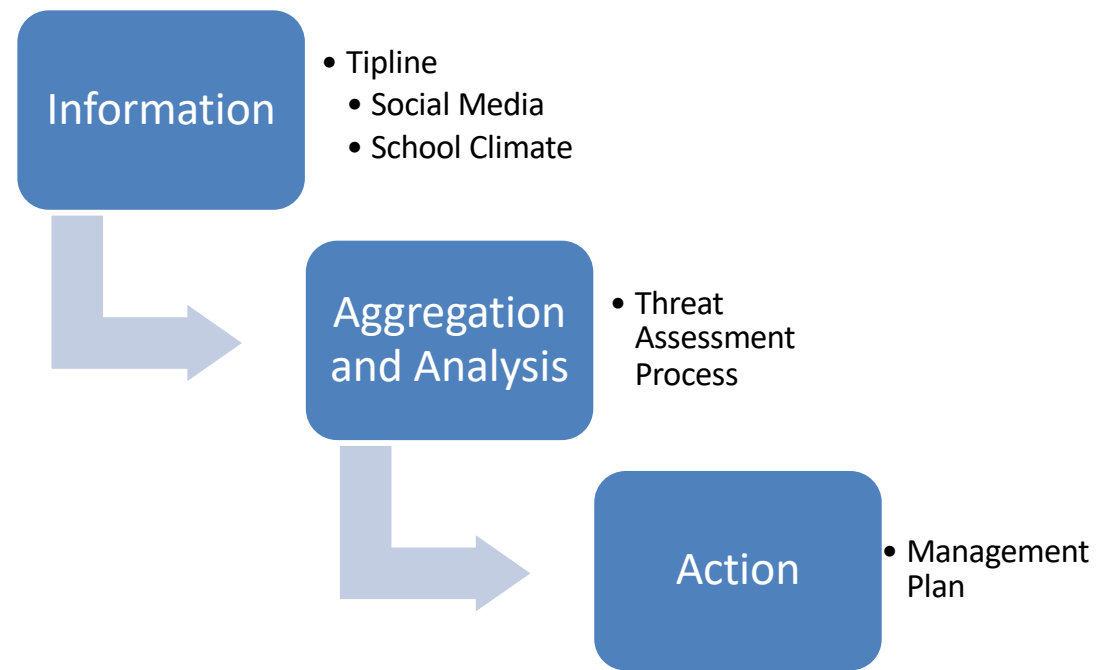 Information
• Tipline
• Social Media
• School Climate
Aggregation
and Analysis
• Threat
Assessment
Process
Action
• Management
Plan